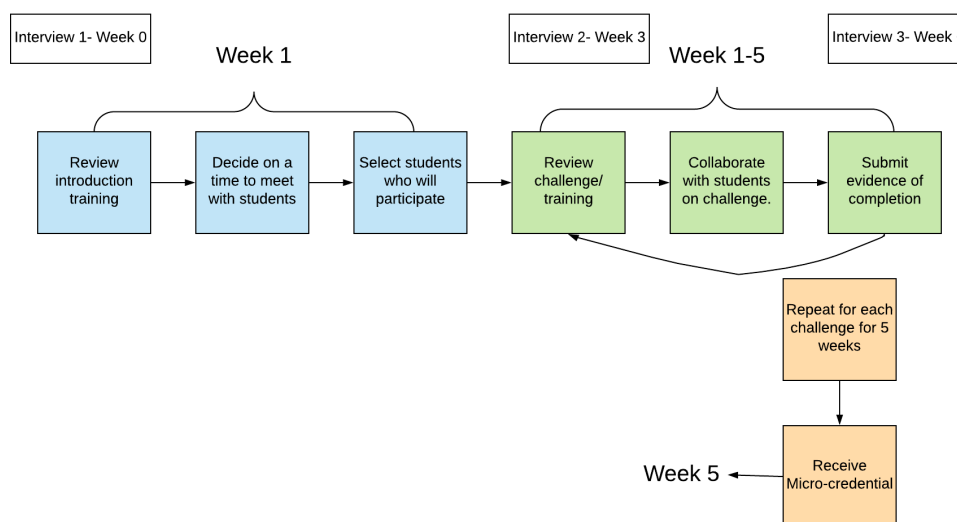 Interview 1- Week 0
Interview 2- Week 3
Interview 3- Week
Week 1
Week 1-5
Review
introduction
training
Decide on a
time to meet
with students
Select students
who will
participate
Review
challenge/
training
Collaborate
with students
on challenge.
Submit
evidence of
completion
Repeat for each
challenge for 5
weeks
Receive
Micro-credential
Week 5